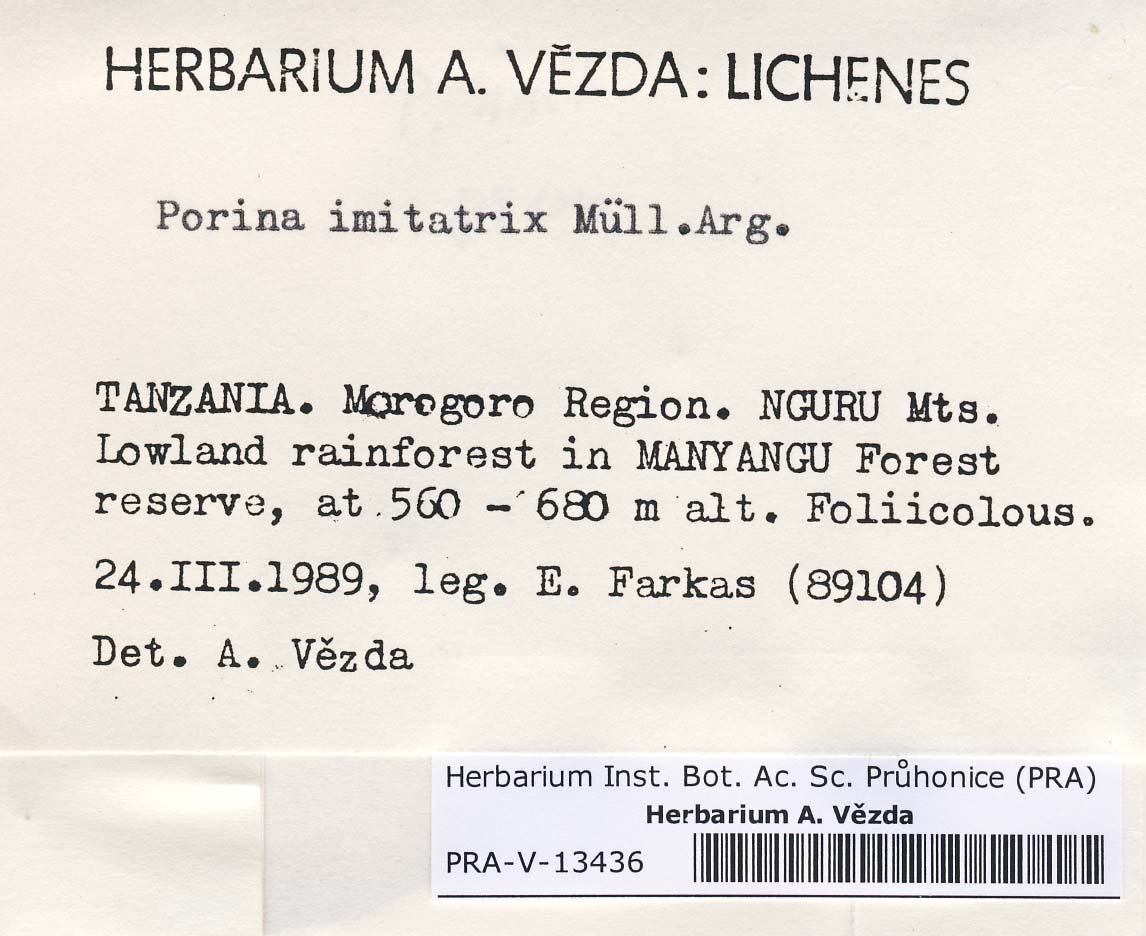 HERBARIUM A. VĚZDA: LICHENES
Porina imitatrix Müll.Arg.
TANZANIA. Morogoro Region. NGURU Mts.
Lowland rainforest in MANYANGU Forest
reserve, at 560 - 680 m alt. Foliicolous.
24.III.1989, leg. E. Farkas (89104)
Det. A. Vězda
Herbarium Inst. Bot. Ac. Sc. Průhonice (PRA)
Herbarium A. Vězda
PRA-V-13436